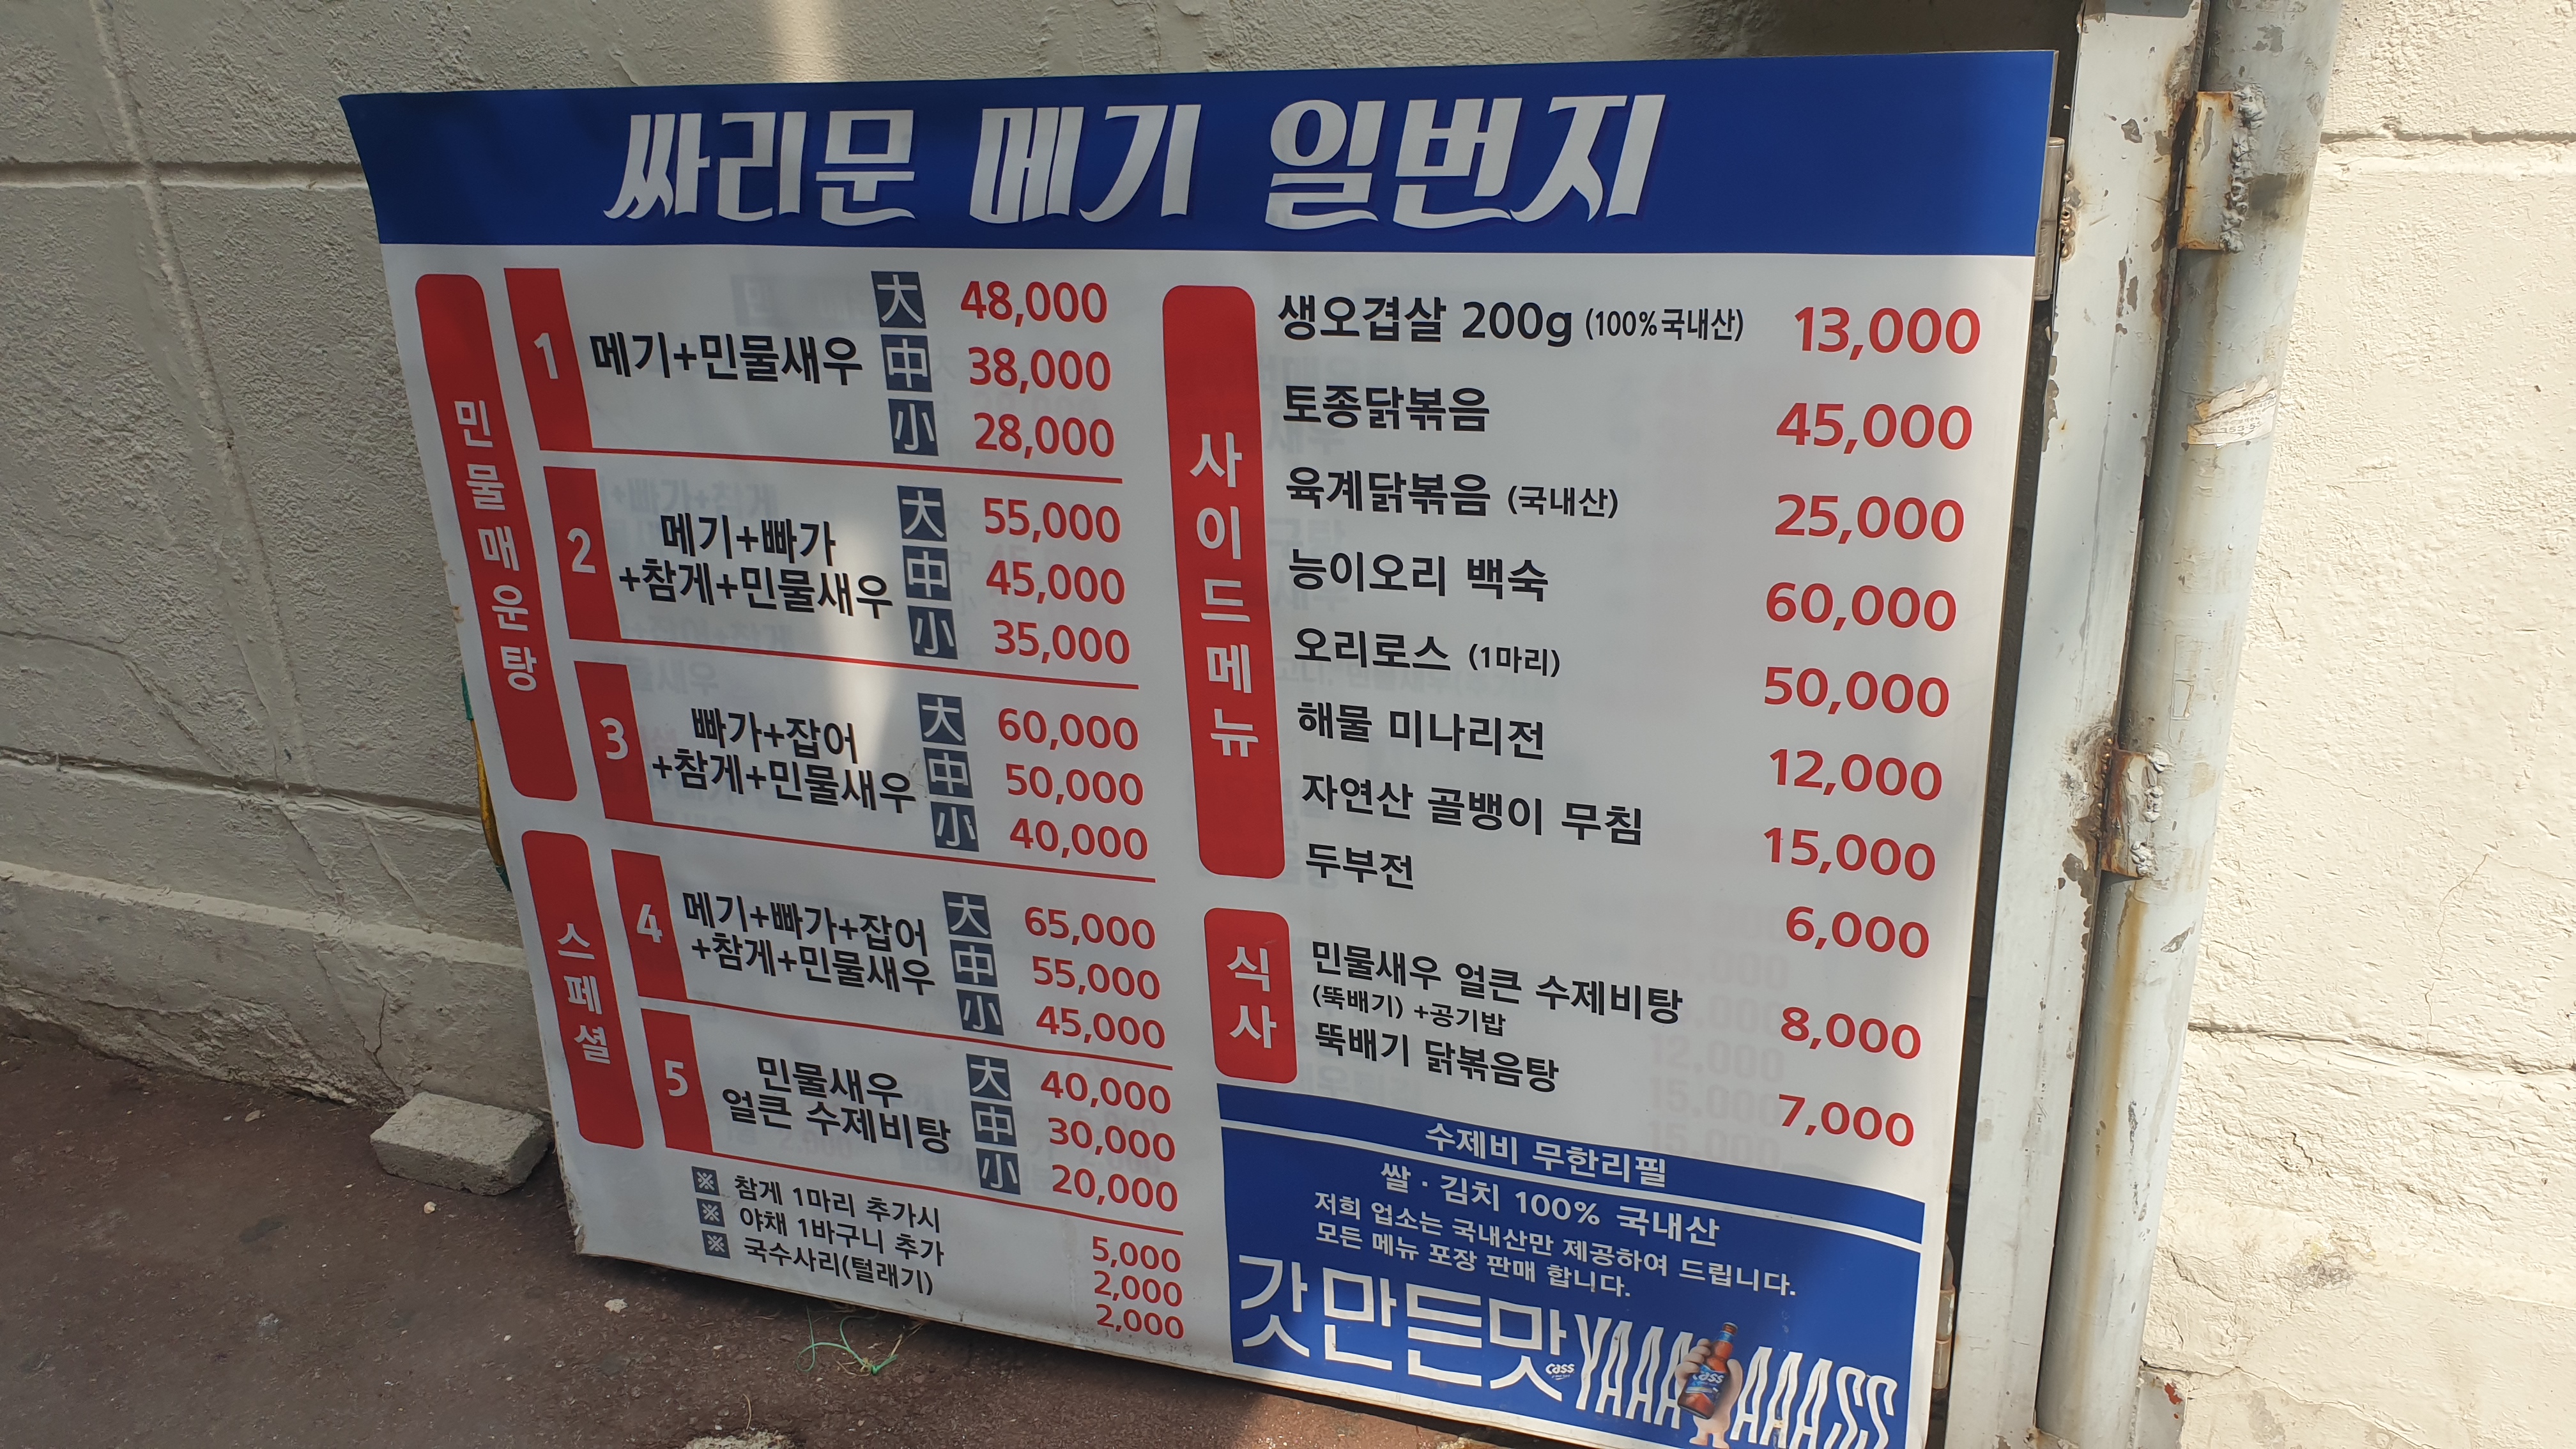 싸리문 메기 일번지
민물매운탕
1
메기+민물새우
大 48,000
中 38,000
小 28,000
2
메기+빠가
+참게+민물새우
大 55,000
中 45,000
小 35,000
3
빠가+잡어
+참게+민물새우
大 60,000
中 50,000
小 40,000
스페셜
4
메기+빠가+잡어
+참게+민물새우
大 65,000
中 55,000
小 45,000
5
민물새우
얼큰 수제비탕
大 40,000
中 30,000
小 20,000
※ 참게 1마리 추가시 5,000
※ 야채 1바구니 추가 2,000
※ 국수사리(털래기) 2,000
사이드메뉴
생오겹살 200g (100%국내산) 13,000
토종닭볶음 45,000
육계닭볶음 (국내산) 25,000
능이오리 백숙 60,000
오리로스 (1마리) 50,000
해물 미나리전 12,000
자연산 골뱅이 무침 15,000
두부전 6,000
식사
민물새우 얼큰 수제비탕 8,000
(뚝배기) +공기밥
뚝배기 닭볶음탕 7,000
수제비 무한리필
쌀 · 김치 100% 국내산
저희 업소는 국내산만 제공하여 드립니다.
모든 메뉴 포장 판매 합니다.
갓만든맛 Cass YAAA AAASS
Cass